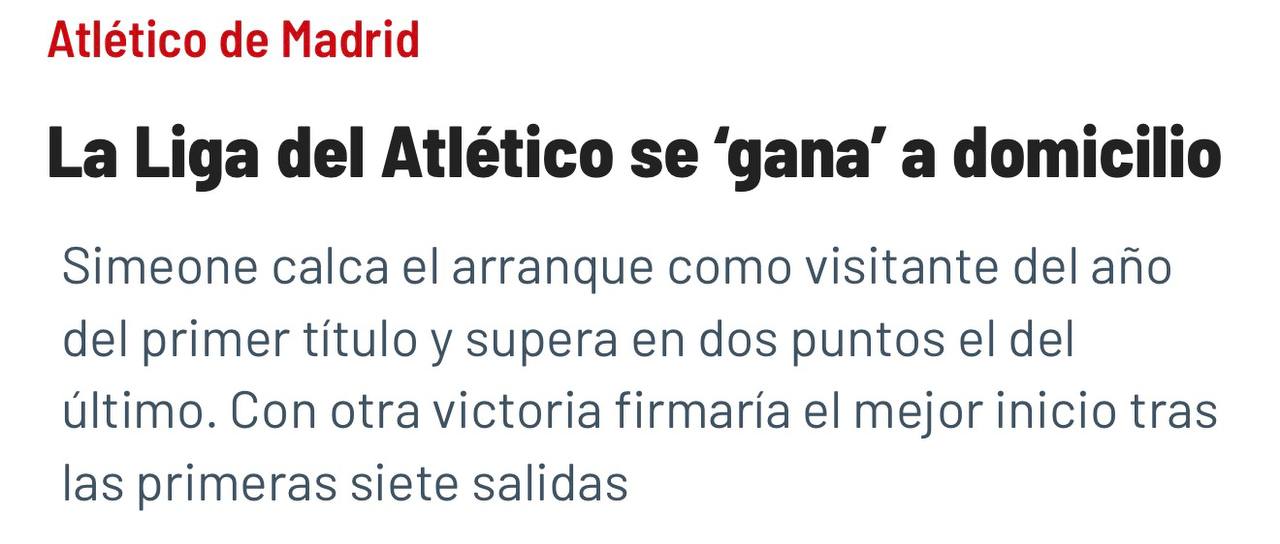 Atlético de Madrid
La Liga del Atlético se ‘gana’ a domicilio
Simeone calca el arranque como visitante del año
del primer título y supera en dos puntos el del
último. Con otra victoria firmaría el mejor inicio tras
las primeras siete salidas